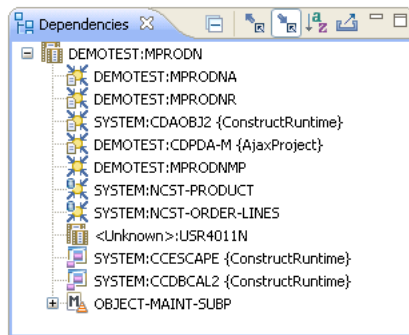 Dependencies
DEMOTEST:MPRODN
DEMOTEST:MPRODNA
DEMOTEST:MPRODNR
SYSTEM:CDAOBJ2 {ConstructRuntime}
DEMOTEST:CDPDA-M {AjaxProject}
DEMOTEST:MPRODNMP
SYSTEM:NCST-PRODUCT
SYSTEM:NCST-ORDER-LINES
<Unknown>:USR4011N
SYSTEM:CCESCAPE {ConstructRuntime}
SYSTEM:CCDBCAL2 {ConstructRuntime}
OBJECT-MAINT-SUBP